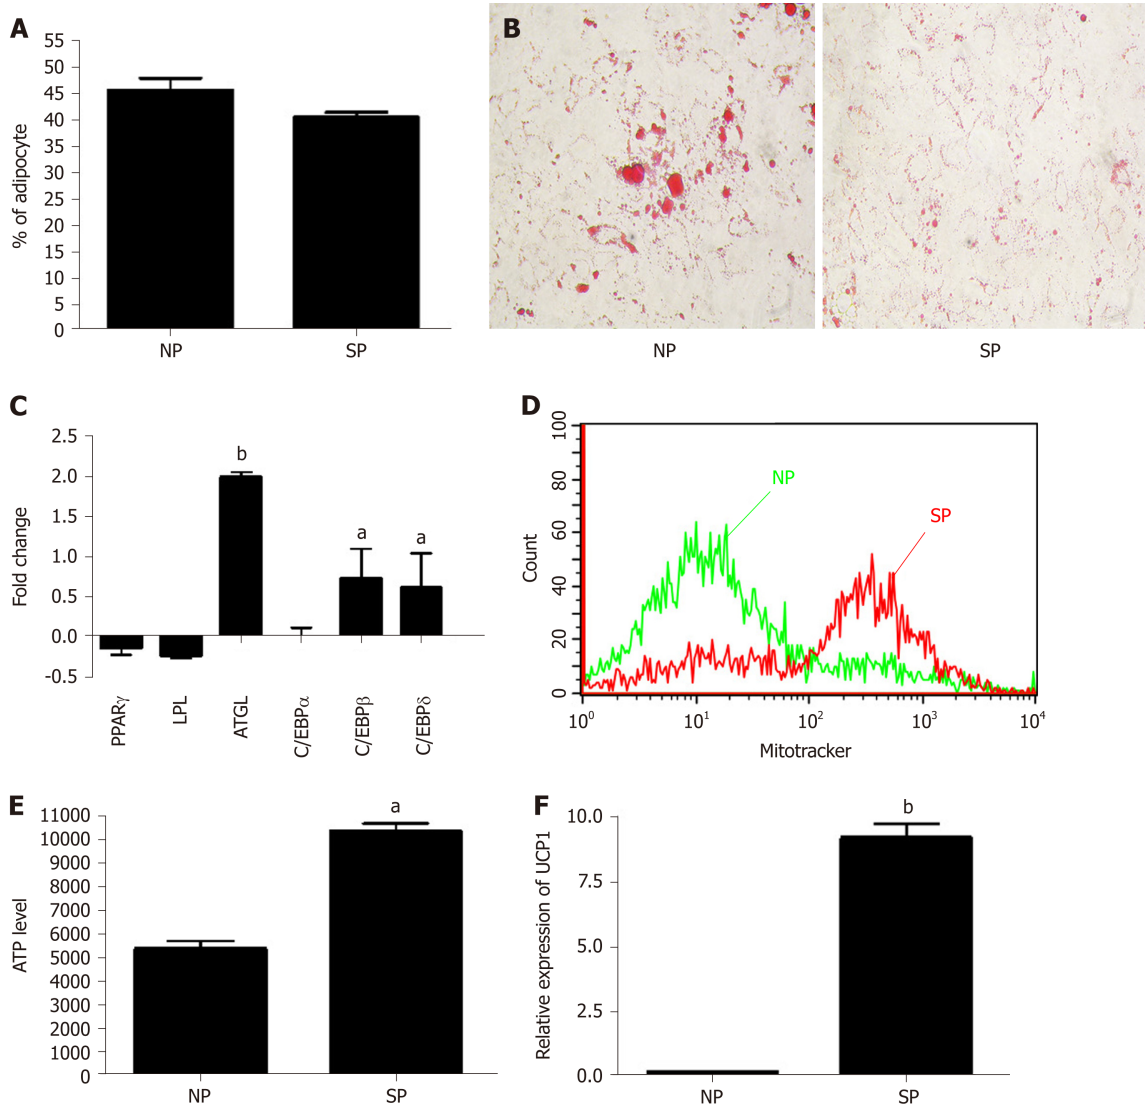 A
55
50
45
40
35
30
25
20
15
10
5
0
% of adipocyte
NP
SP
B
NP
SP
C
2.5
2.0
1.5
1.0
0.5
0.0
-0.5
Fold change
b
a
a
PPARγ
LPL
ATGL
C/EBPα
C/EBPβ
C/EBPδ
D
100
80
60
40
20
0
Count
NP
SP
10⁰
10¹
10²
10³
10⁴
Mitotracker
E
11000
10000
9000
8000
7000
6000
5000
4000
3000
2000
1000
0
ATP level
a
NP
SP
F
10.0
7.5
5.0
2.5
0.0
Relative expression of UCP1
b
NP
SP